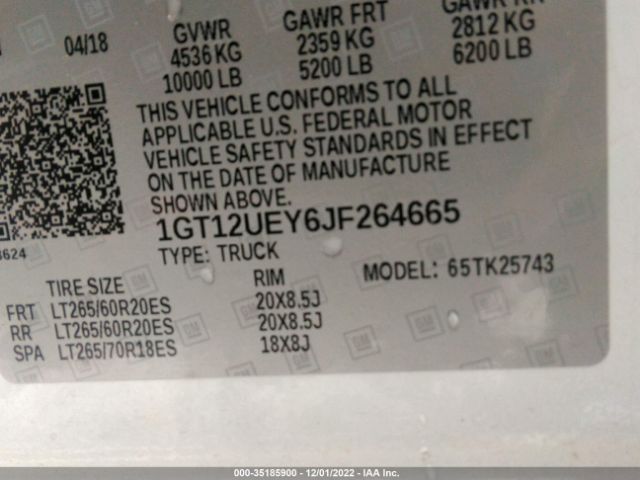 04/18 GVWR GAWR FRT GAWR RR
4536 KG 2359 KG 2812 KG
10000 LB 5200 LB 6200 LB
THIS VEHICLE CONFORMS TO ALL
APPLICABLE U.S. FEDERAL MOTOR
VEHICLE SAFETY STANDARDS IN EFFECT
ON THE DATE OF MANUFACTURE
SHOWN ABOVE.
1GT12UEY6JF264665
TYPE: TRUCK
MODEL: 65TK25743
TIRE SIZE RIM
FRT LT265/60R20ES 20X8.5J
RR LT265/60R20ES 20X8.5J
SPA LT265/70R18ES 18X8J
000-35185900 - 12/01/2022 - IAA Inc.